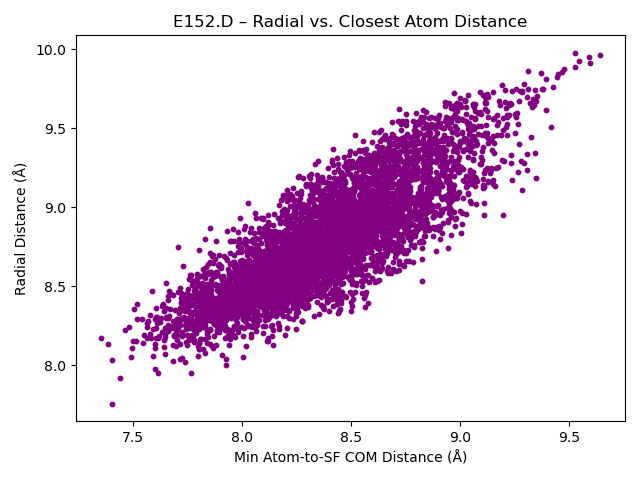 E152.D – Radial vs. Closest Atom Distance
10.0
9.5
9.0
8.5
8.0
Radial Distance (Å)
7.5 8.0 8.5 9.0 9.5
Min Atom-to-SF COM Distance (Å)